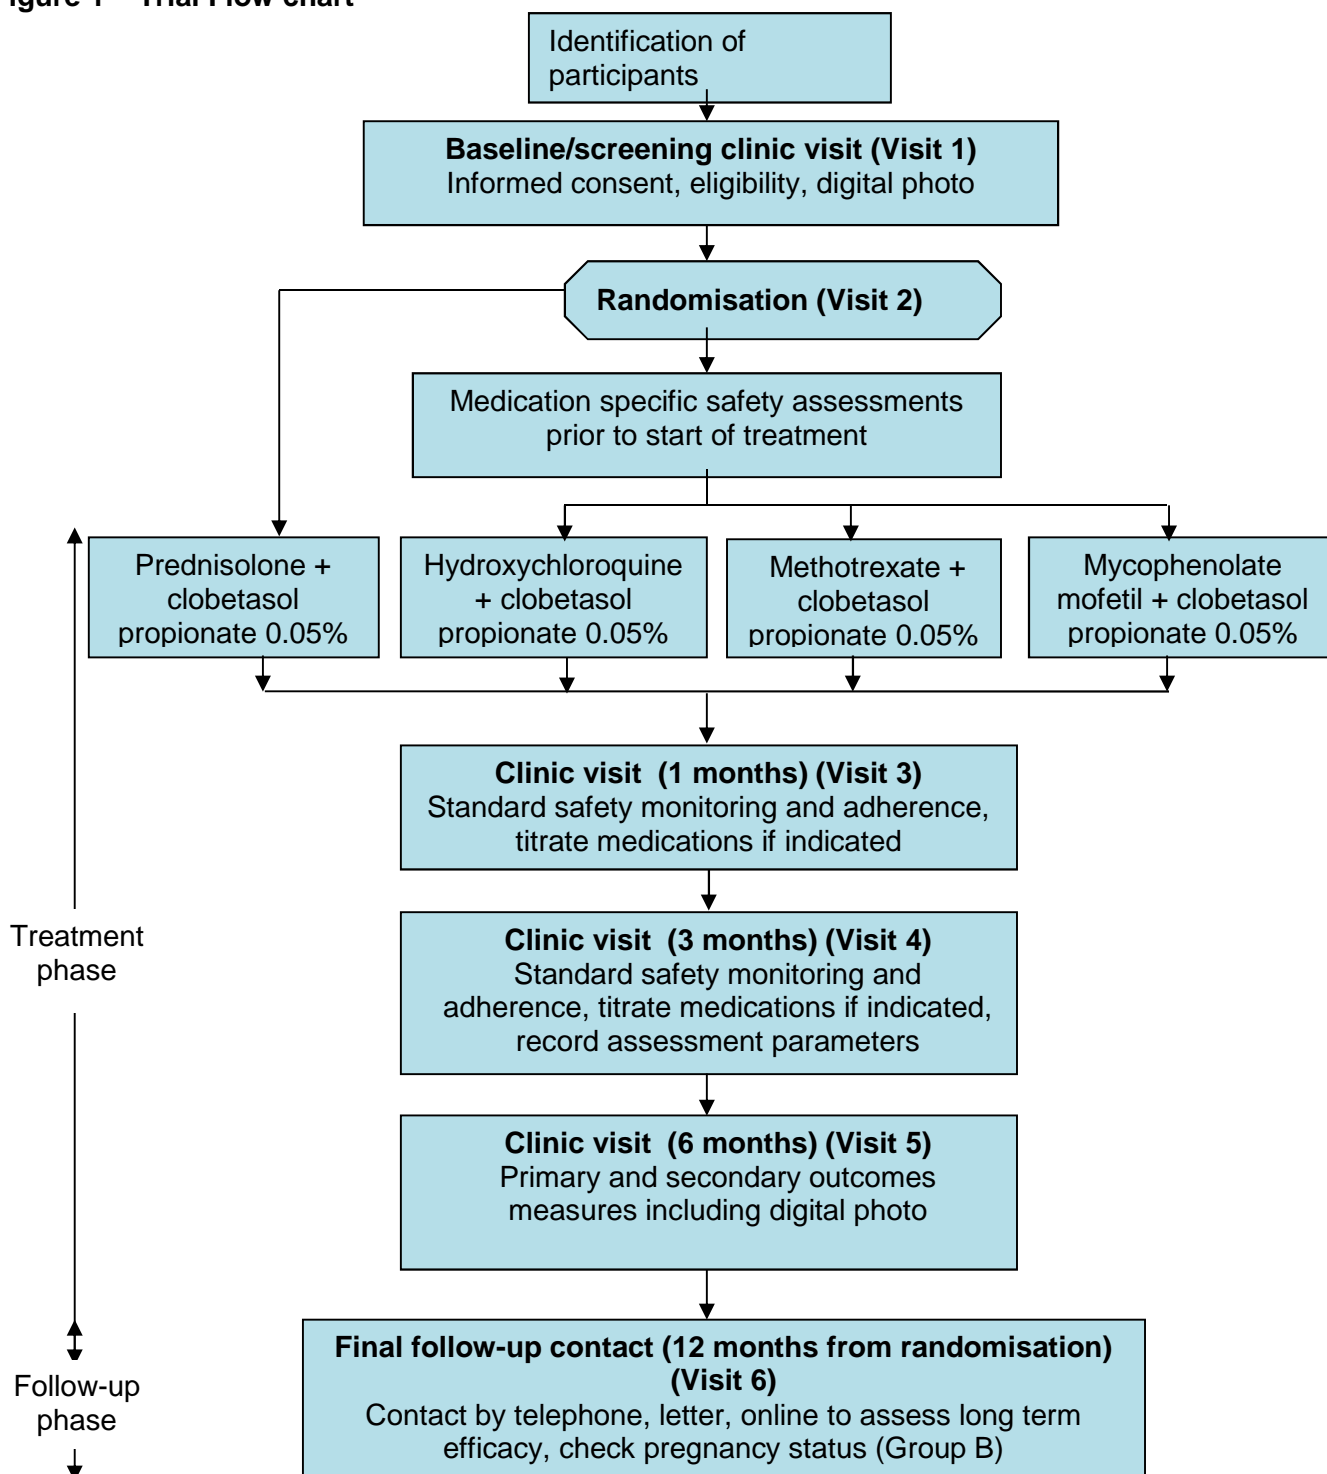 igure 1 – Trial Flow chart
Identification of
participants
Baseline/screening clinic visit (Visit 1)
Informed consent, eligibility, digital photo
Randomisation (Visit 2)
Medication specific safety assessments
prior to start of treatment
Prednisolone +
clobetasol
propionate 0.05%
Hydroxychloroquine
+ clobetasol
propionate 0.05%
Methotrexate +
clobetasol
propionate 0.05%
Mycophenolate
mofetil + clobetasol
propionate 0.05%
Clinic visit  (1 months) (Visit 3)
Standard safety monitoring and adherence,
titrate medications if indicated
Treatment
phase
Clinic visit  (3 months) (Visit 4)
Standard safety monitoring and
adherence, titrate medications if indicated,
record assessment parameters
Clinic visit  (6 months) (Visit 5)
Primary and secondary outcomes
measures including digital photo
Follow-up
phase
Final follow-up contact (12 months from randomisation)
(Visit 6)
Contact by telephone, letter, online to assess long term
efficacy, check pregnancy status (Group B)